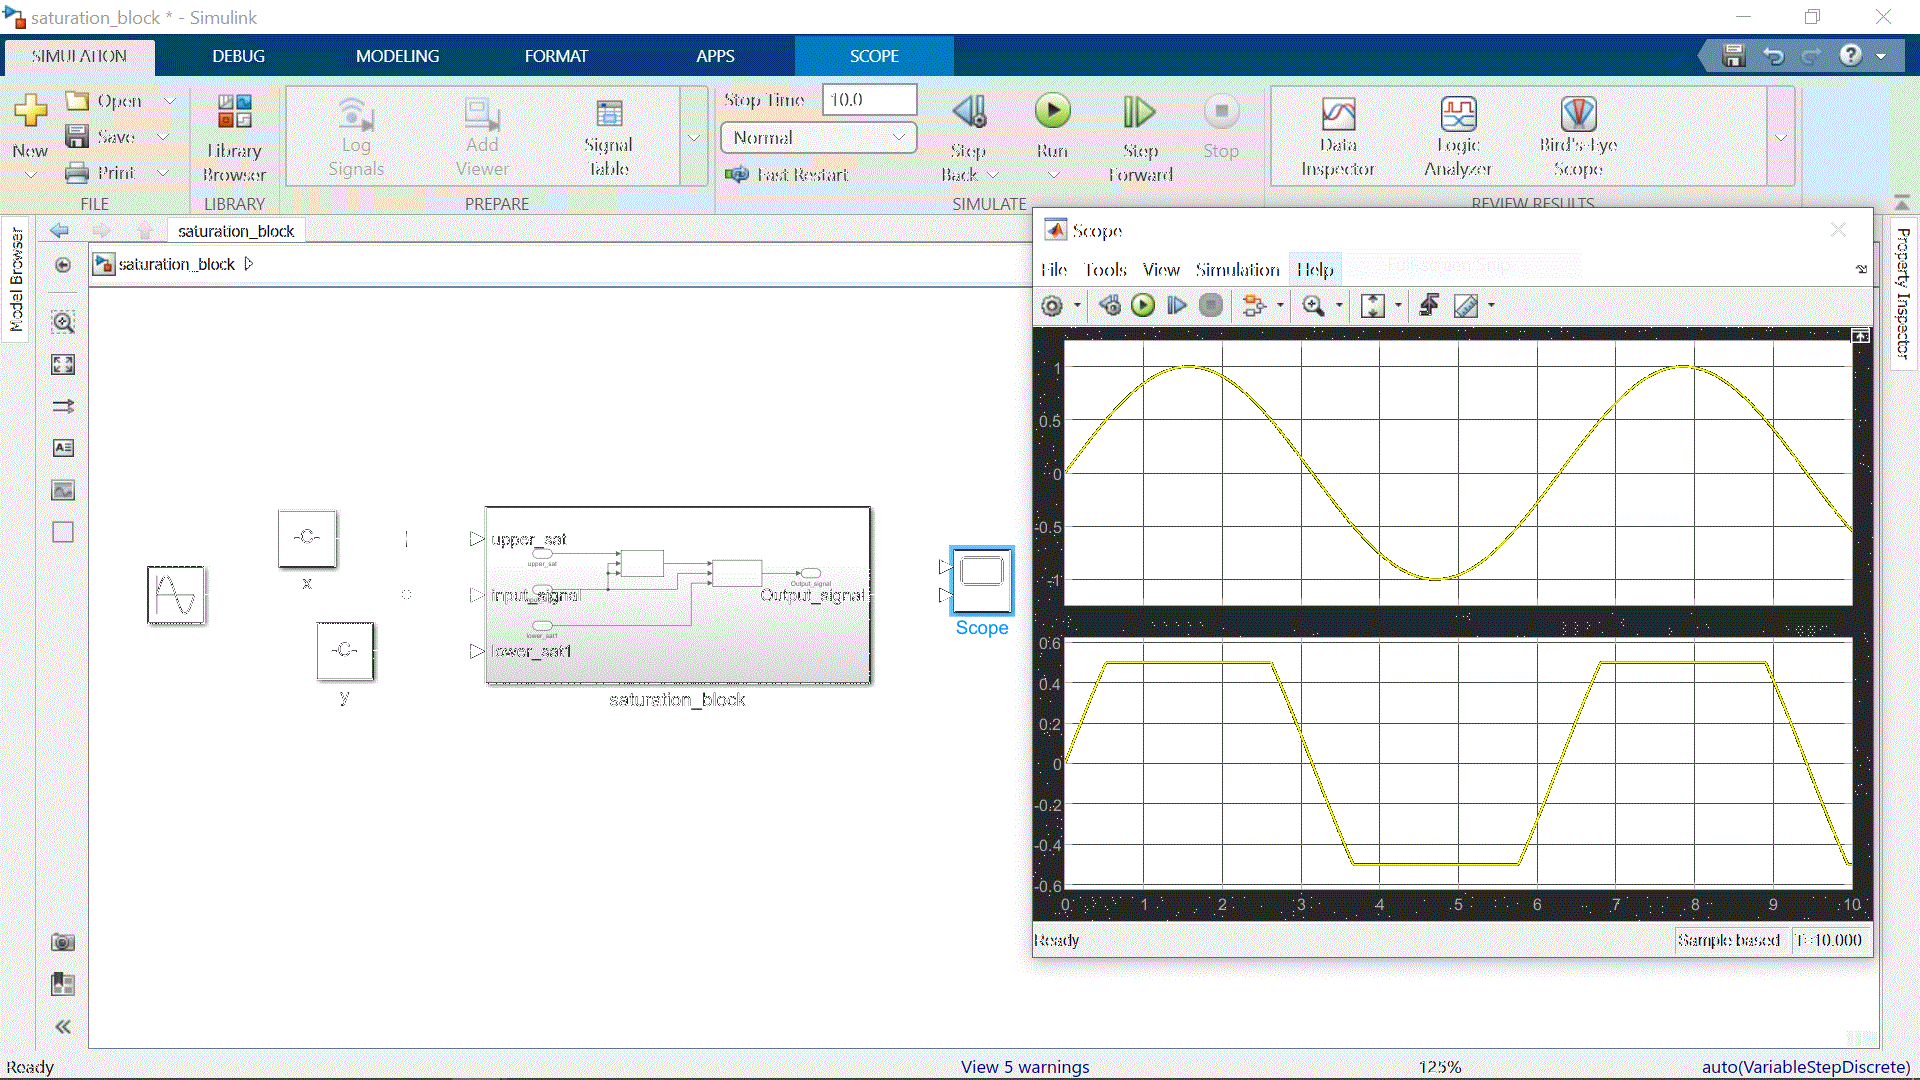 saturation_block * - Simulink
SIMULATION DEBUG MODELING FORMAT APPS SCOPE
New
Open
Save
Print
FILE
Library Browser
LIBRARY
Log Signals
Add Viewer
Signal Table
PREPARE
Stop Time 10.0
Normal
Fast Restart
Step Back
Run
Step Forward
Stop
SIMULATE
Data Inspector
Logic Analyzer
Bird's-Eye Scope
REVIEW RESULTS
Model Browser
Property Inspector
saturation_block
saturation_block
-C-
x
-C-
y
upper_sat
upper_sat
input_signal
lower_sat1
lower_sat1
Output_signal
Output_signal
saturation_block
Scope
Scope
File Tools View Simulation Help
1
0.5
0
-0.5
-1
0.6
0.4
0.2
0
-0.2
-0.4
-0.6
0 1 2 3 4 5 6 7 8 9 10
Ready
Sample based T=10.000
Ready
View 5 warnings
125%
auto(VariableStepDiscrete)